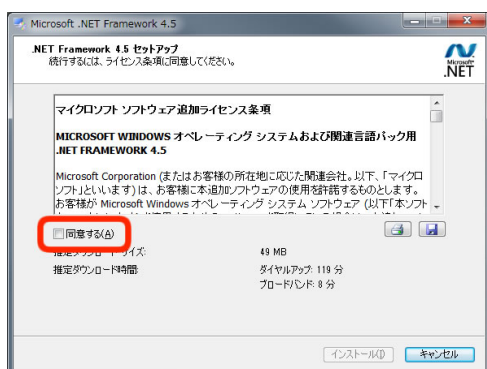 Microsoft .NET Framework 4.5
.NET Framework 4.5 セットアップ
続行するには、ライセンス条項に同意してください。
Microsoft
.NET
マイクロソフト ソフトウェア追加ライセンス条項
MICROSOFT WINDOWS オペレーティング システムおよび関連言語パック用
.NET FRAMEWORK 4.5
Microsoft Corporation (またはお客様の所在地に応じた関連会社。以下、「マイクロ
ソフト」といいます) は、お客様に本追加ソフトウェアの使用を許諾するものとします。
お客様が Microsoft Windows オペレーティング システム ソフトウェア (以下「本ソフト
同意する(A)
推定ダウンロード サイズ: 49 MB
推定ダウンロード時間: ダイヤルアップ: 119 分
ブロードバンド: 8 分
インストール(I) キャンセル